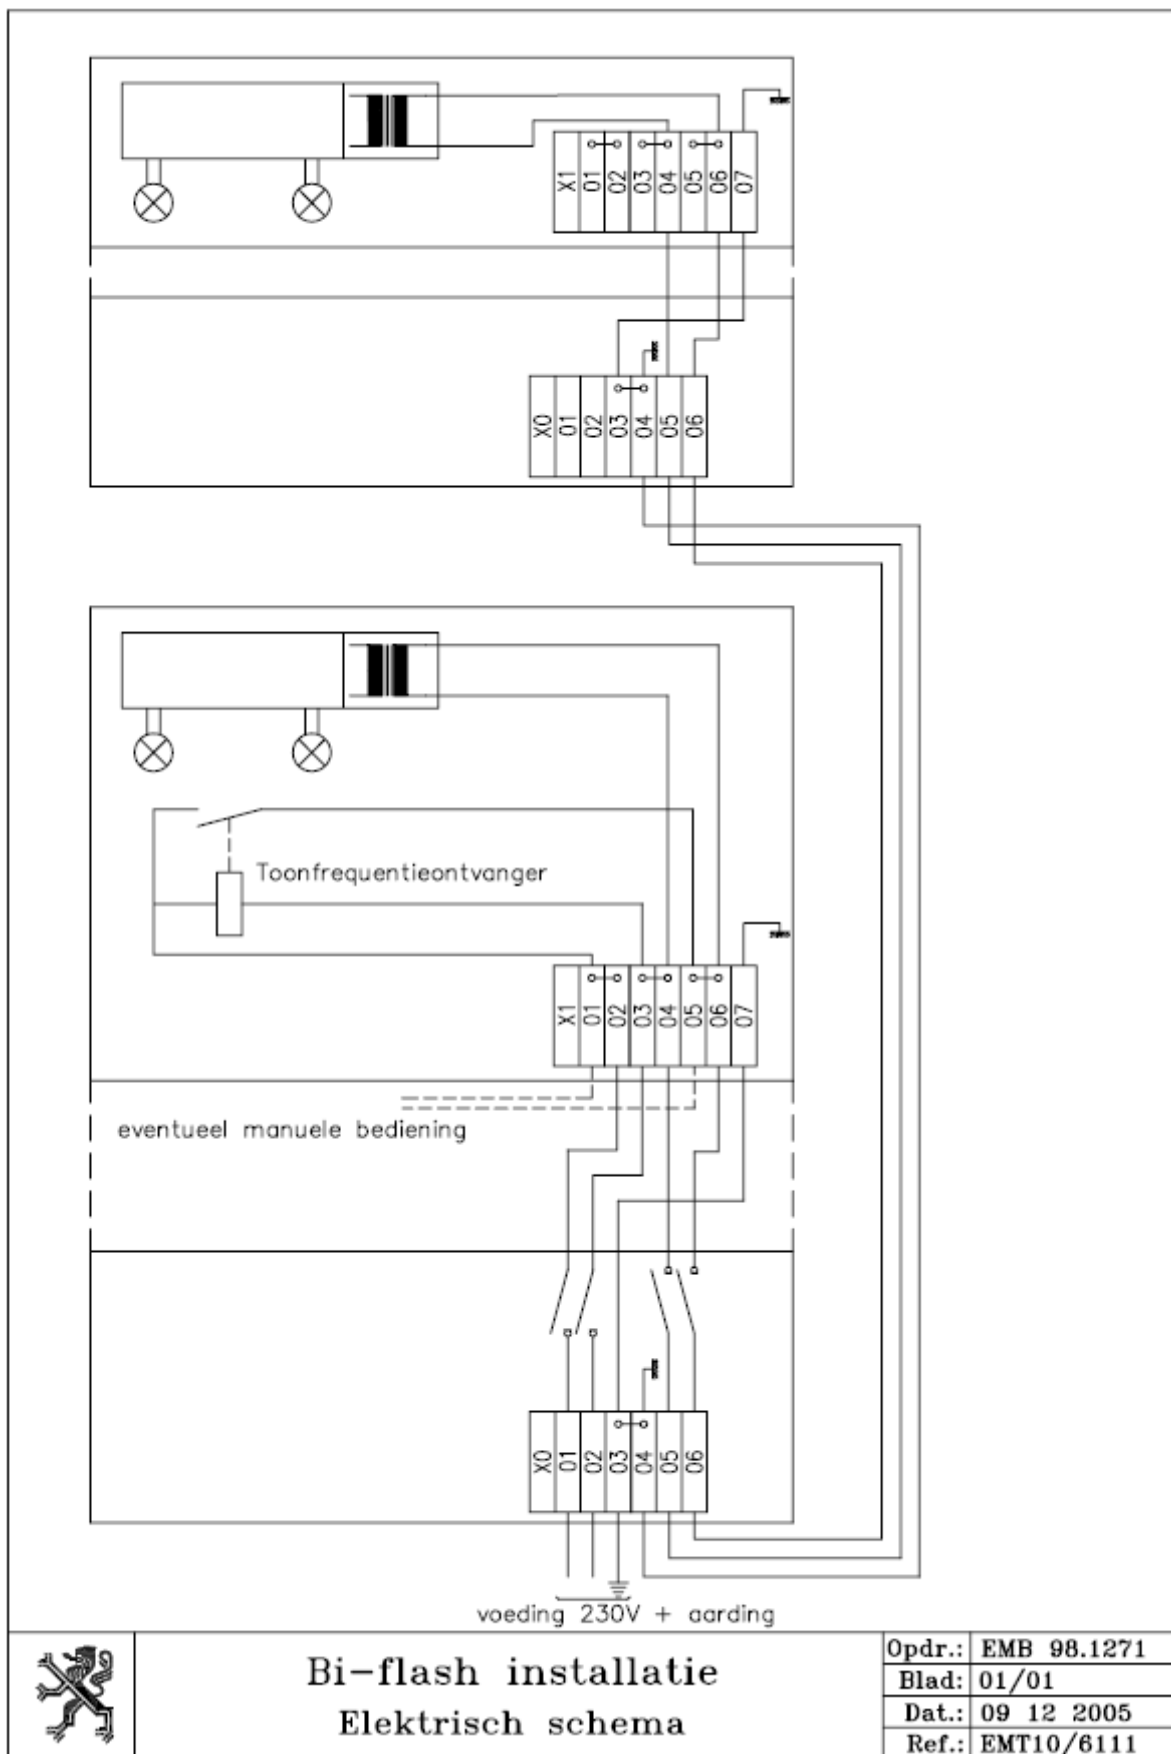 X1 01 02 03 04 05 06 07
X0 01 02 03 04 05 06
Toonfrequentieontvanger
X1 01 02 03 04 05 06 07
eventueel manuele bediening
X0 01 02 03 04 05 06
voeding 230V + aarding
Bi-flash installatie
Elektrisch schema
Opdr.: EMB 98.1271
Blad: 01/01
Dat.: 09 12 2005
Ref.: EMT10/6111